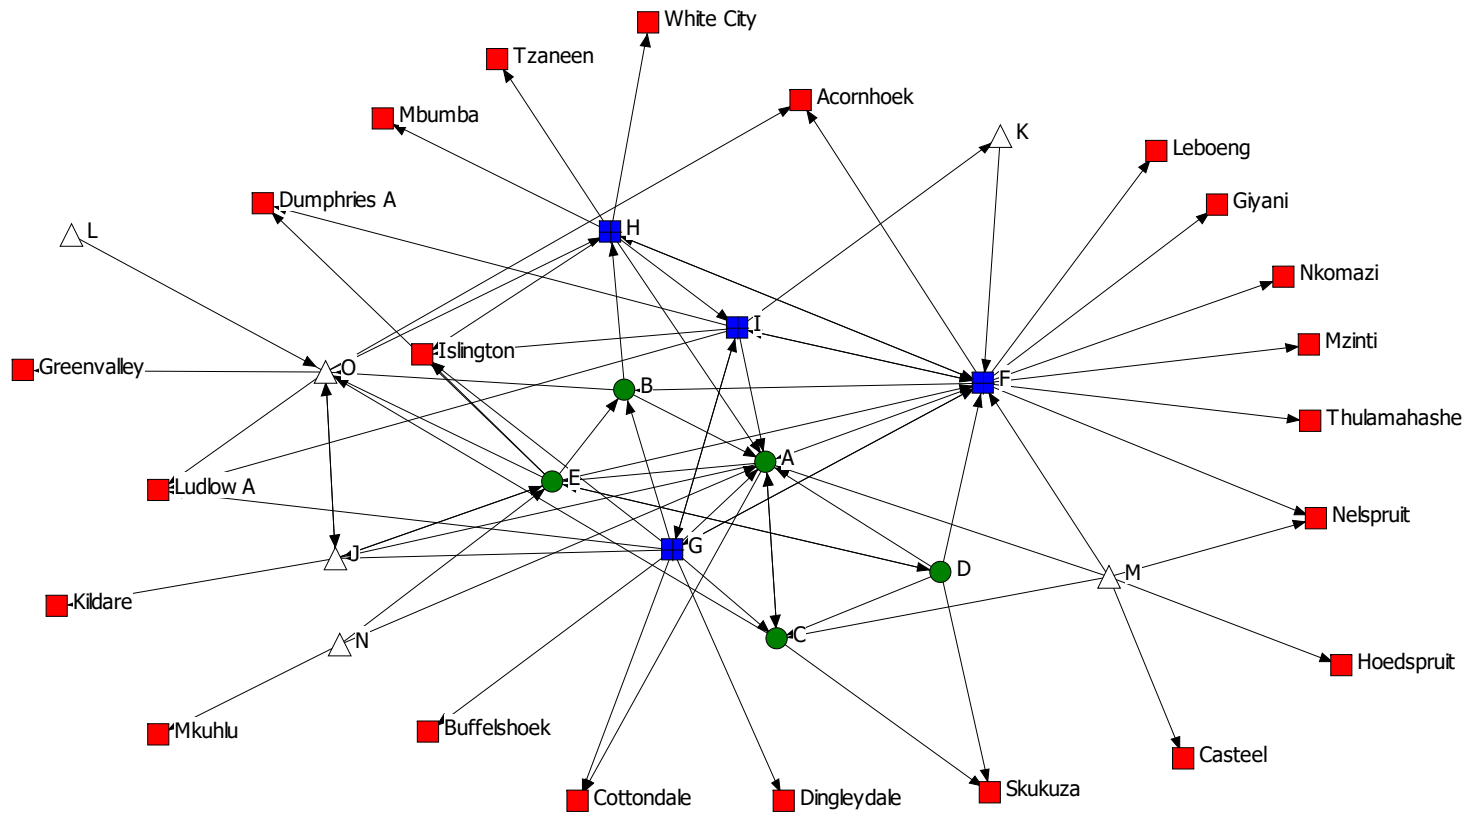 White City
Tzaneen
Acornhoek
Mbumba
K
Leboeng
Dumphries A
Giyani
L
H
Nkomazi
I
Mzinti
Islington
Greenvalley
O
F
B
Thulamahashe
A
E
Ludlow A
Nelspruit
G
J
D
M
Kildare
C
N
Hoedspruit
Mkuhlu
Buffelshoek
Casteel
Skukuza
Cottondale
Dingleydale